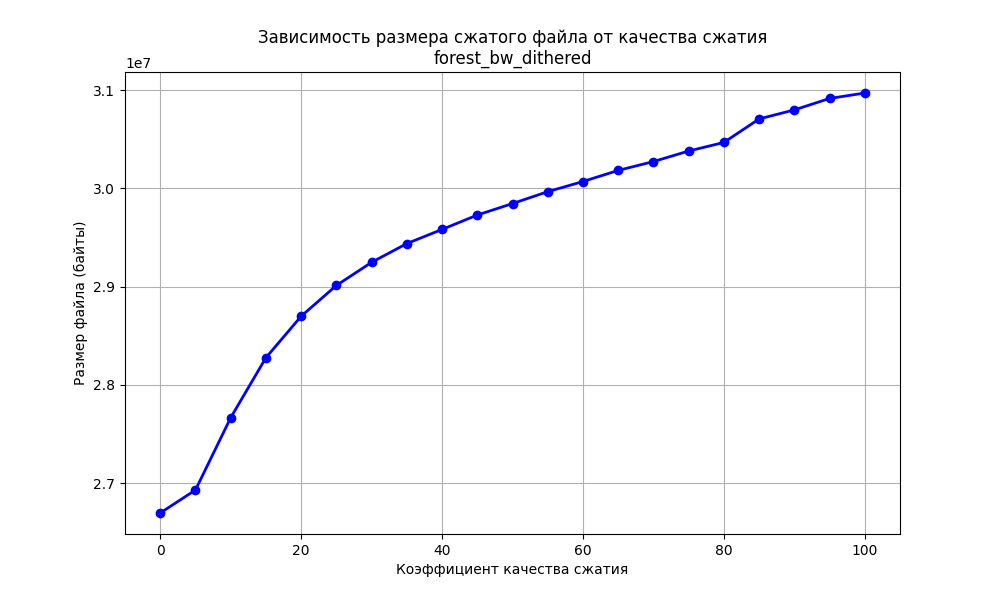 Зависимость размера сжатого файла от качества сжатия
forest_bw_dithered
1e7
3.1
3.0
2.9
2.8
2.7
Размер файла (байты)
0 20 40 60 80 100
Коэффициент качества сжатия